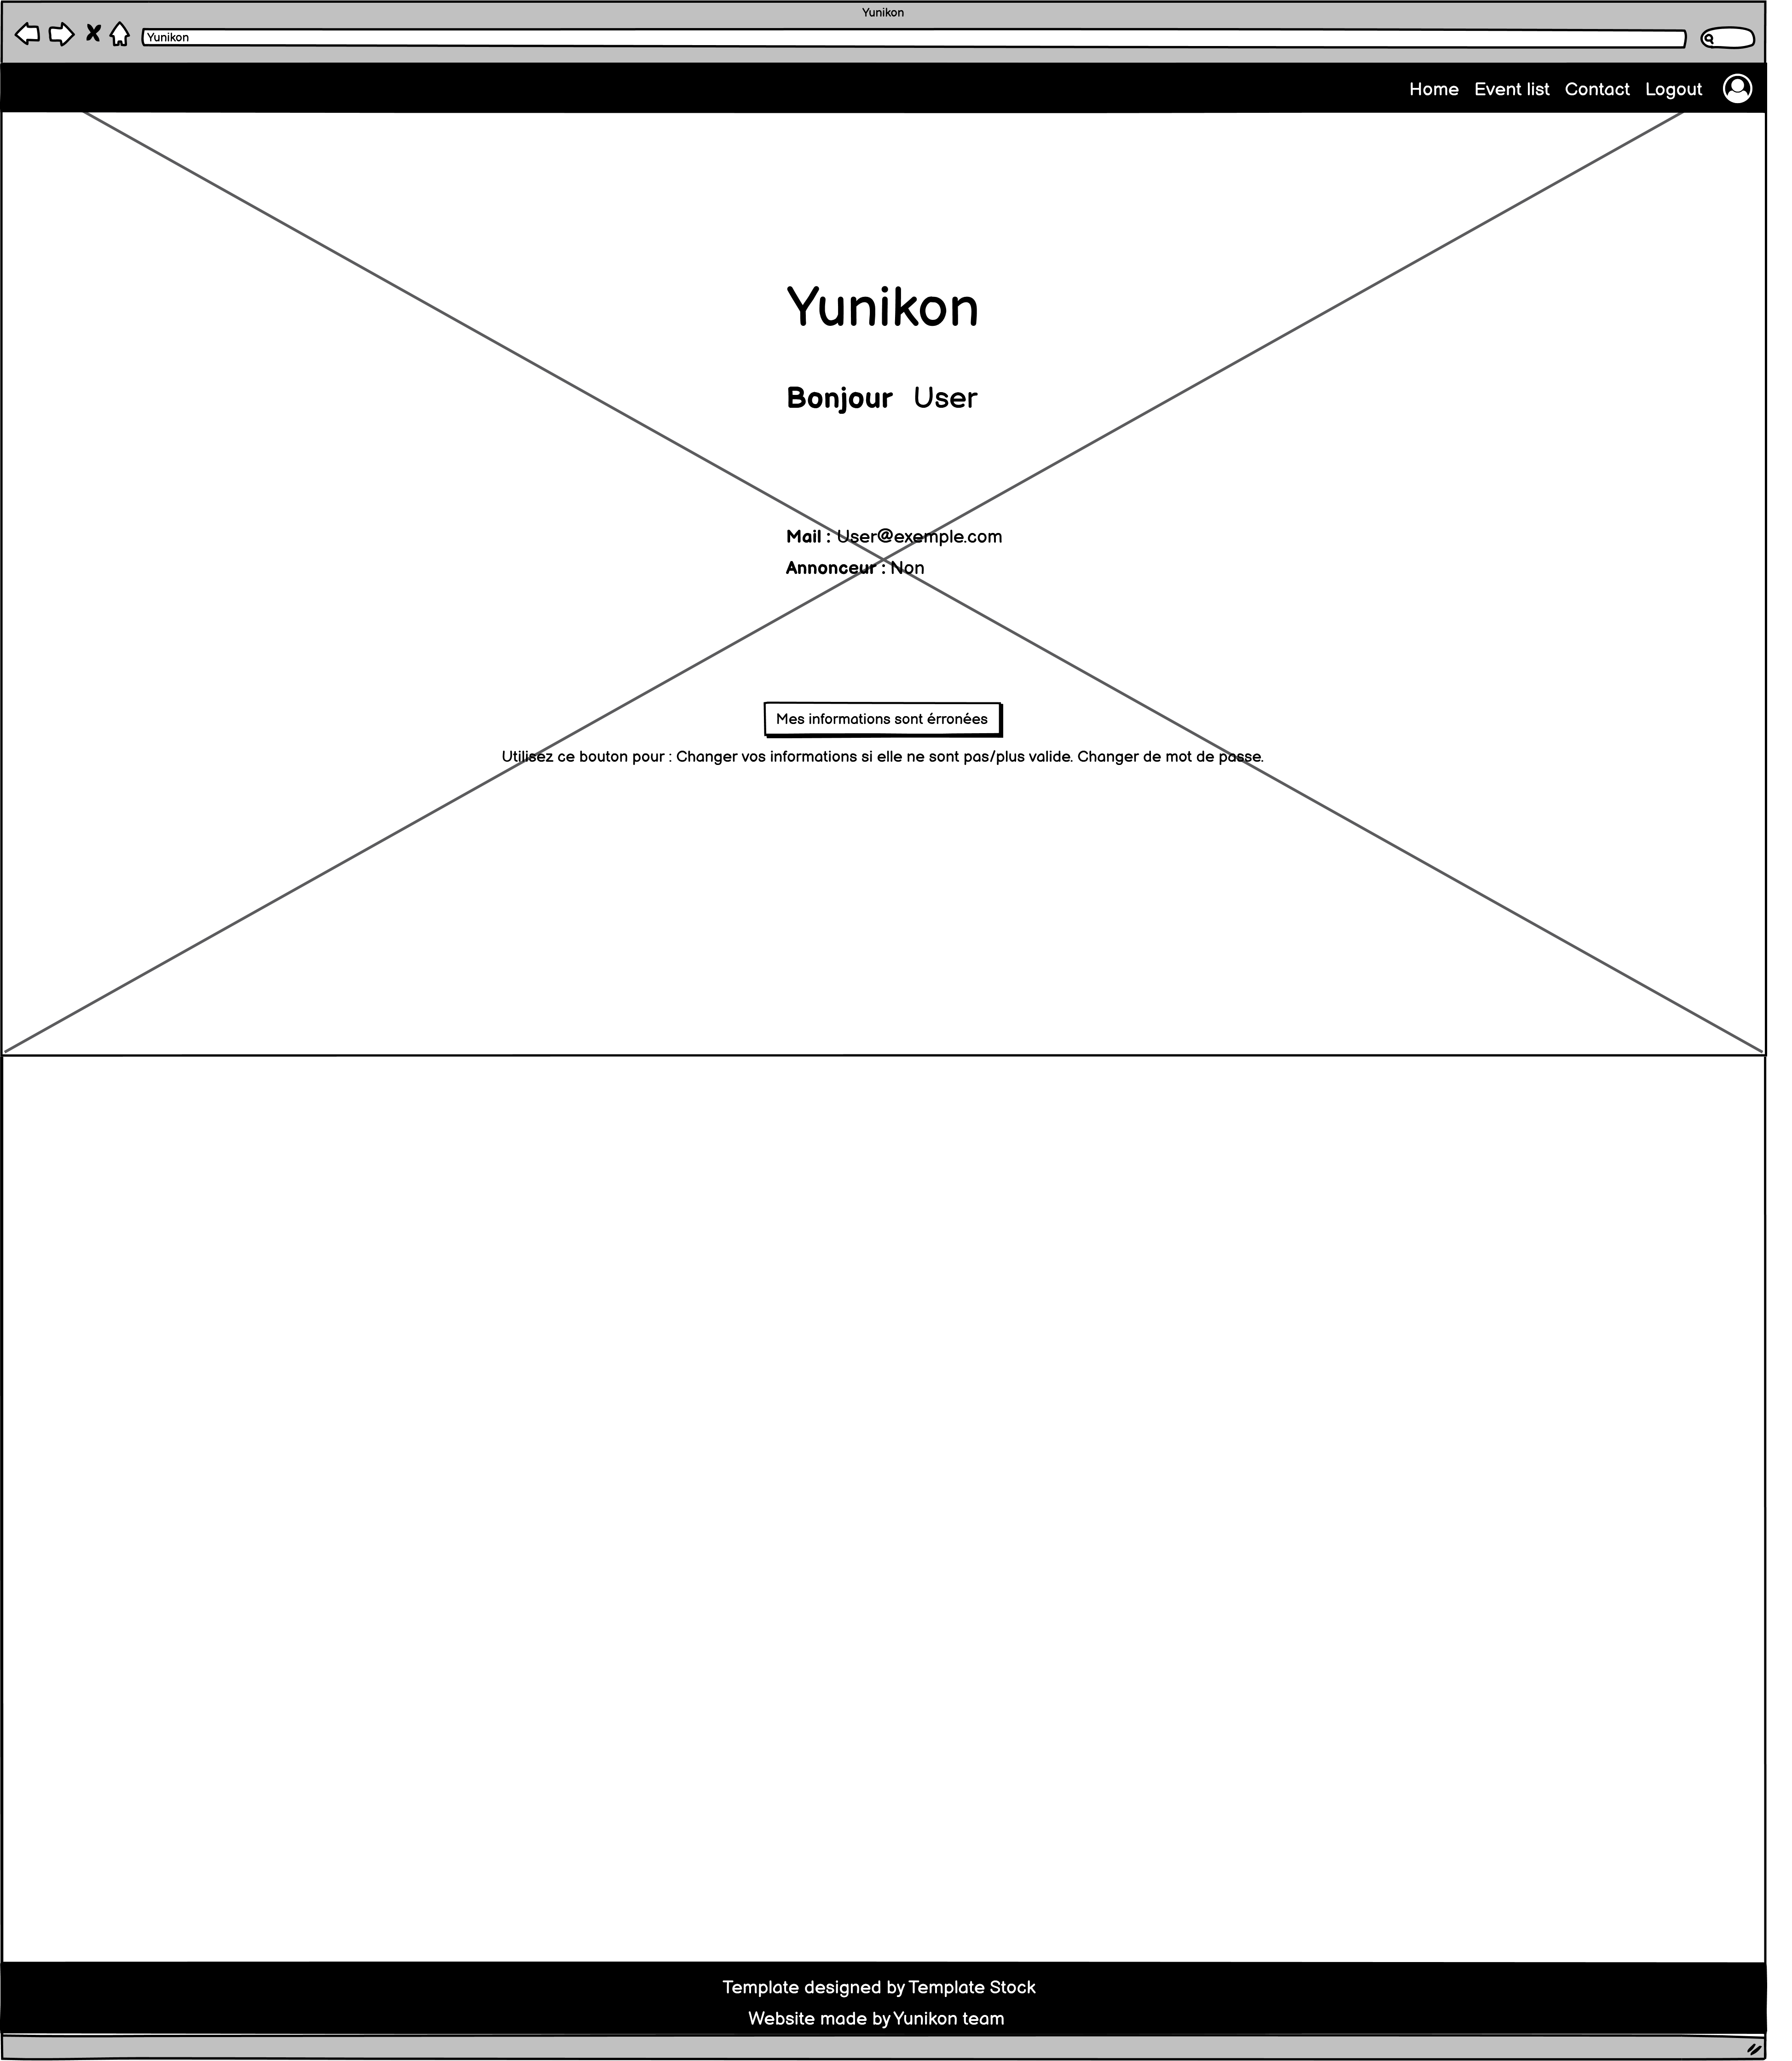 Yunikon
Yunikon
Home Event list Contact Logout
Yunikon
Bonjour User
Mail : User@exemple.com
Annonceur : Non
Mes informations sont érronées
Utilisez ce bouton pour : Changer vos informations si elle ne sont pas/plus valide. Changer de mot de passe.
Template designed by Template Stock
Website made by Yunikon team